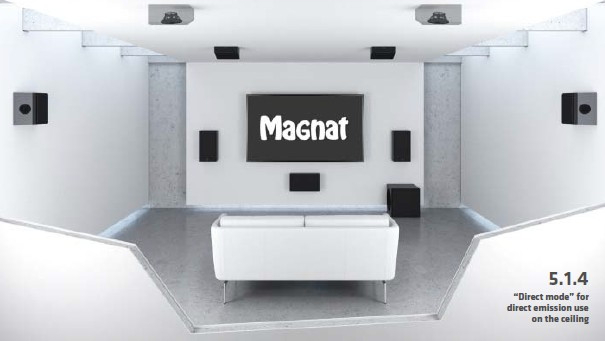 Magnat
5.1.4
“Direct mode” for
direct emission use
on the ceiling